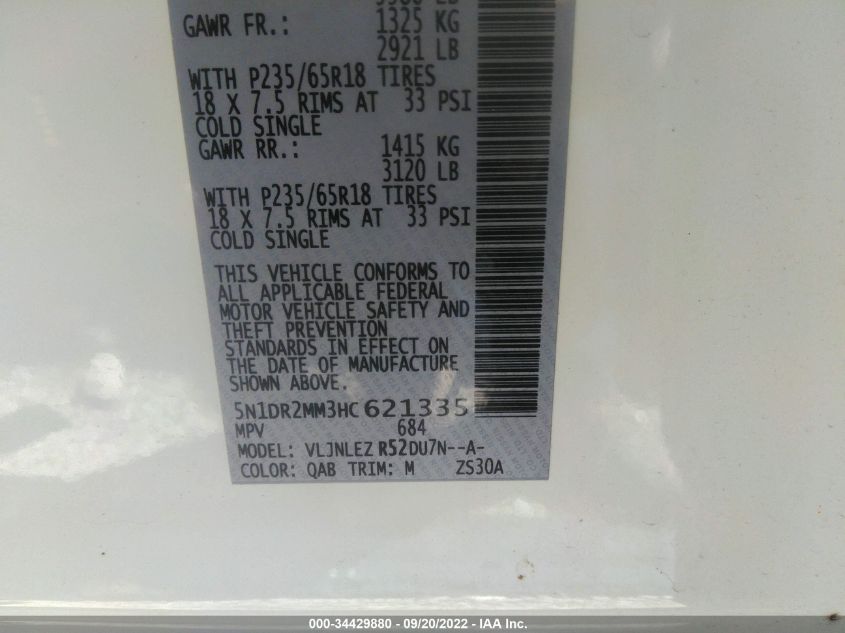 GAWR FR.: 1325 KG
2921 LB
WITH P235/65R18 TIRES
18 X 7.5 RIMS AT 33 PSI
COLD SINGLE
GAWR RR.: 1415 KG
3120 LB
WITH P235/65R18 TIRES
18 X 7.5 RIMS AT 33 PSI
COLD SINGLE
THIS VEHICLE CONFORMS TO
ALL APPLICABLE FEDERAL
MOTOR VEHICLE SAFETY AND
THEFT PREVENTION
STANDARDS IN EFFECT ON
THE DATE OF MANUFACTURE
SHOWN ABOVE.
5N1DR2MM3HC 621335
MPV 684
MODEL: VLJNLEZ R52DU7N--A-
COLOR: QAB TRIM: M ZS30A
000-34429880 - 09/20/2022 - IAA Inc.